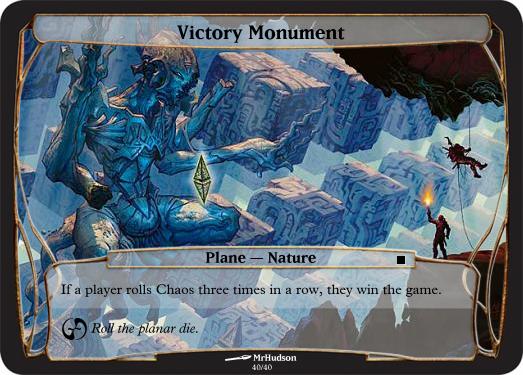 Victory Monument
Plane — Nature
If a player rolls Chaos three times in a row, they win the game.
Roll the planar die.
MrHudson
40/40